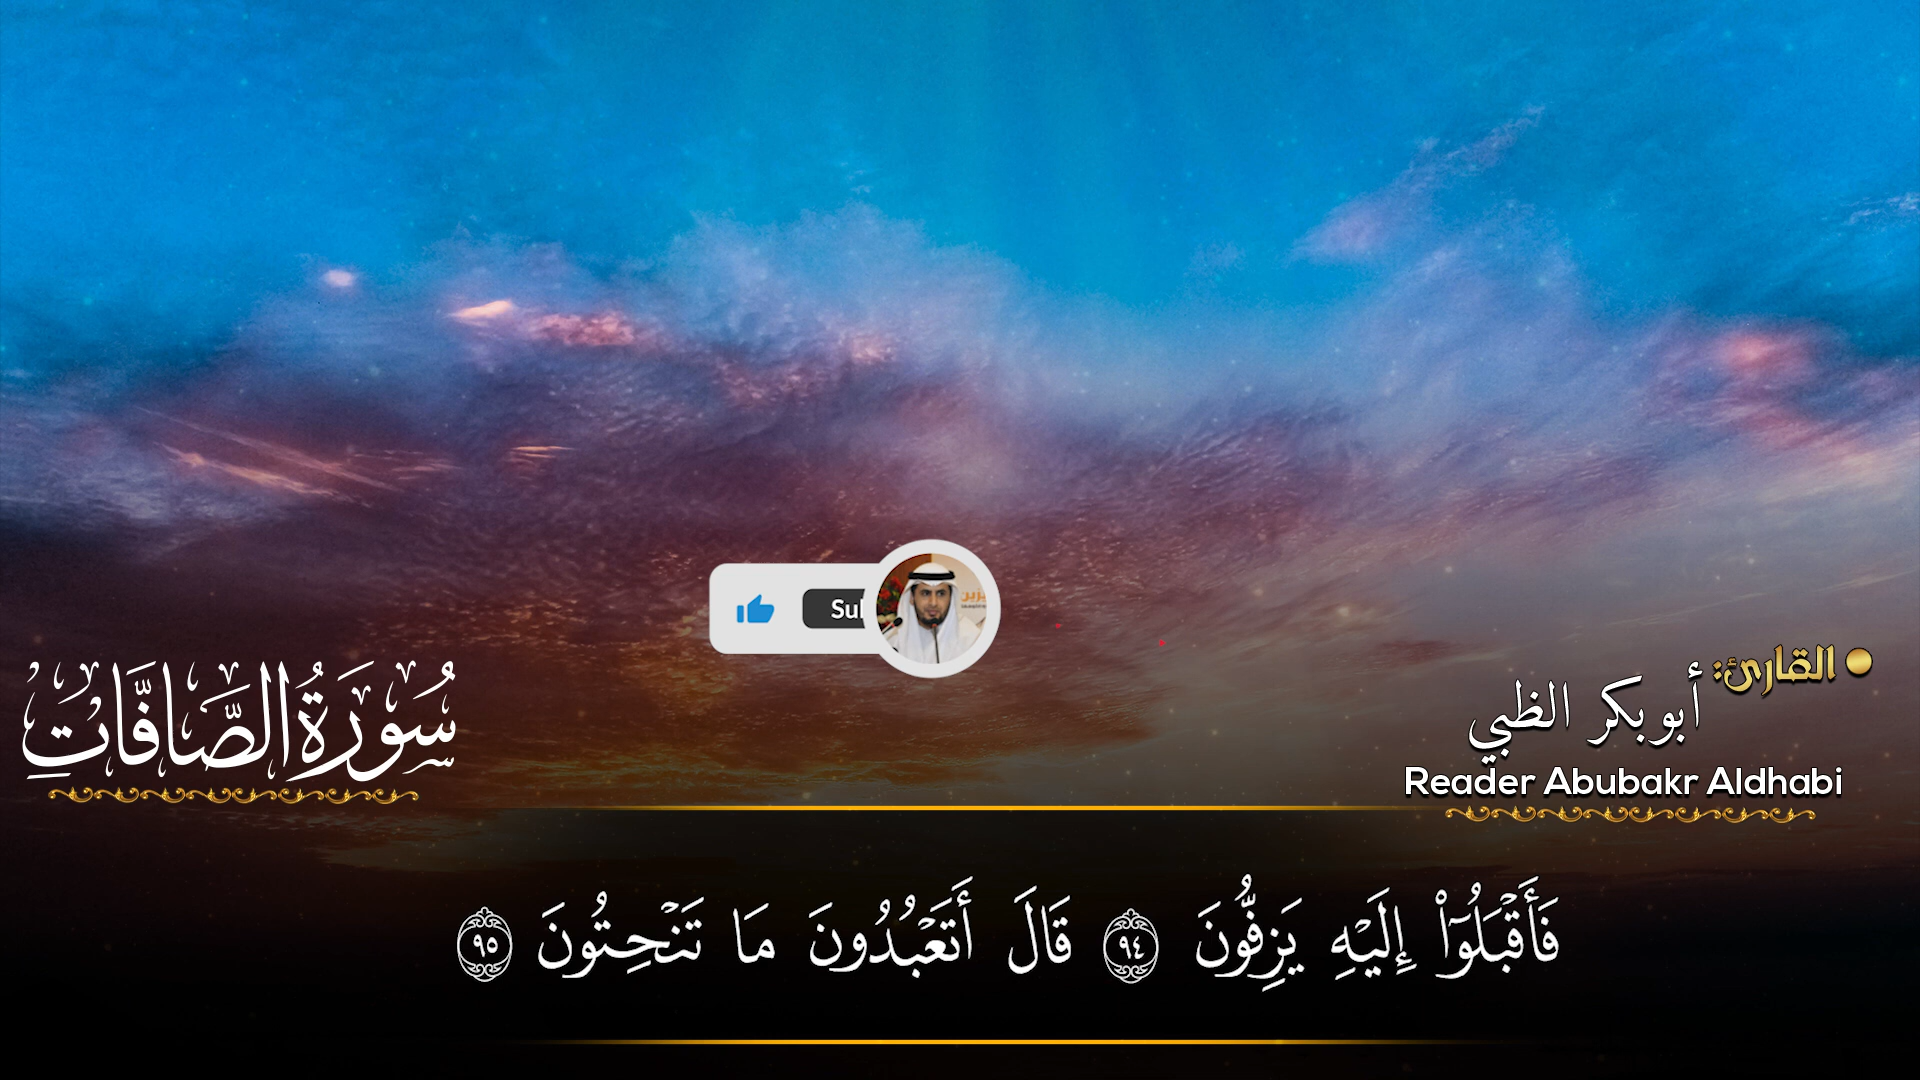 القارئ:
أبوبكر الظبي
Reader Abubakr Aldhabi
سُورَةُ الصَّافَّاتِ
Sul
فَأَقْبَلُوٓا۟ إِلَيْهِ يَزِفُّونَ ٩٤ قَالَ أَتَعْبُدُونَ مَا تَنْحِتُونَ ٩٥